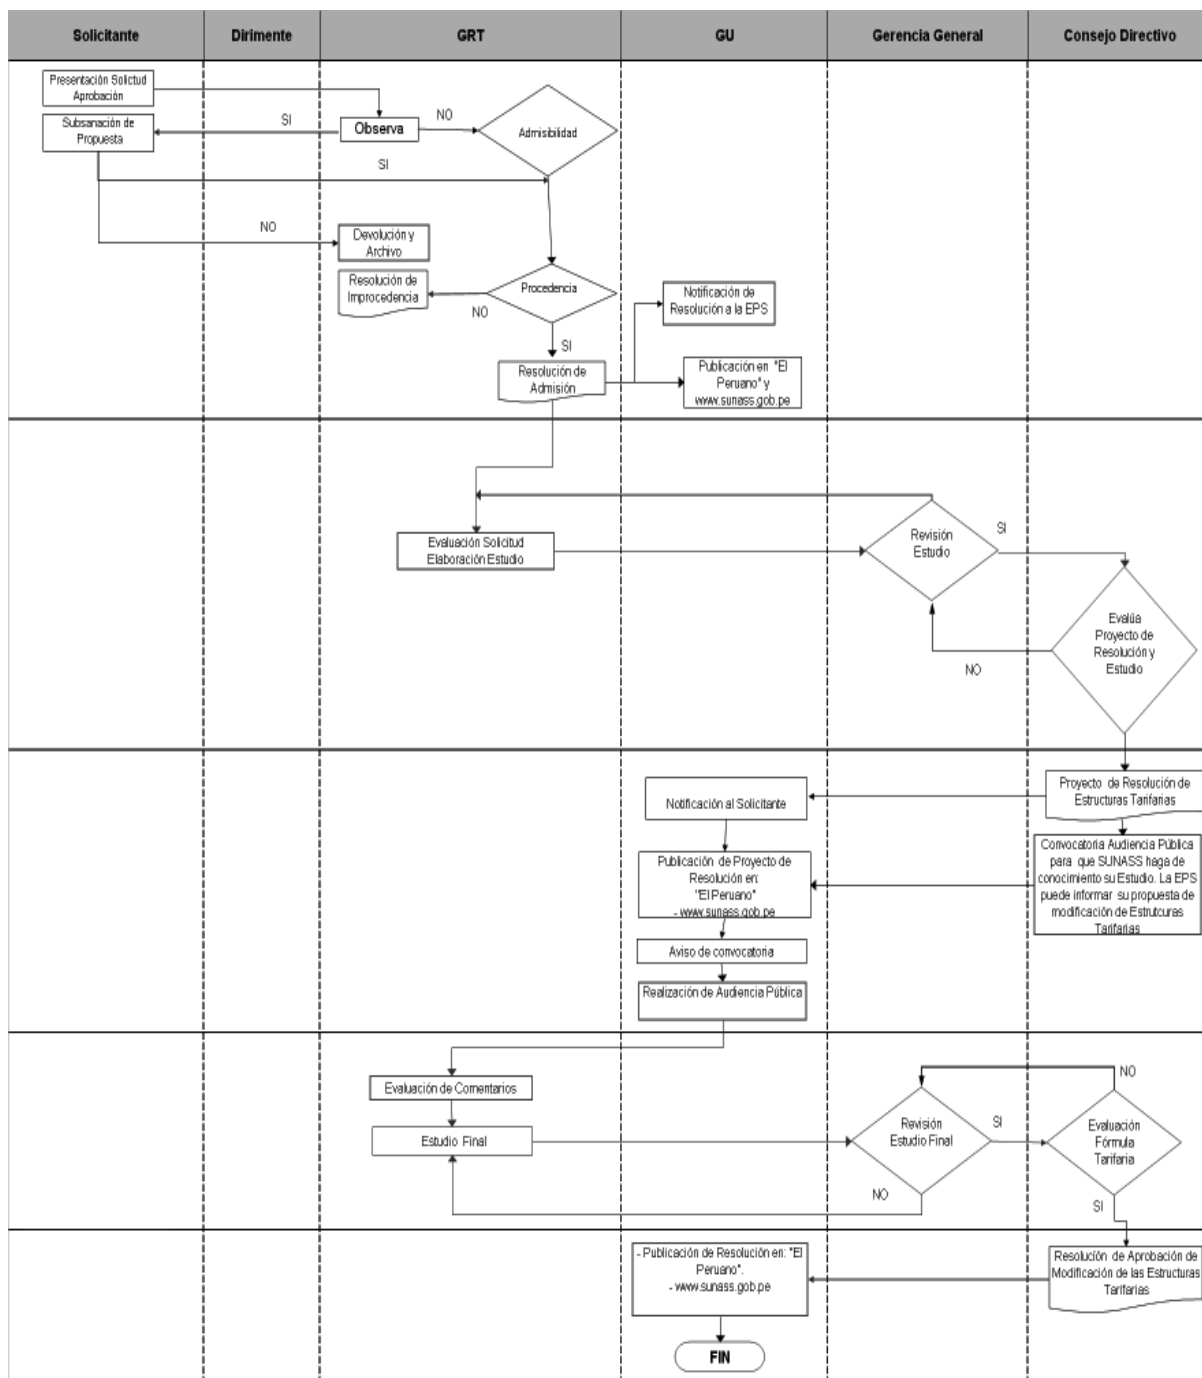 Solicitante
Dirimente
GRT
GU
Gerencia General
Consejo Directivo
Presentación Solictud
Aprobación
Subsanación de
Propuesta
SI
Observa
NO
Admisibilidad
SI
NO
Devolución y
Archivo
Resolución de
Improcedencia
NO
Procedencia
SI
Notificación de
Resolución a la EPS
Resolución de
Admisión
Publicación en "El
Peruano" y
www.sunass.gob.pe
Evaluación Solicitud
Elaboración Estudio
Revisión
Estudio
SI
Evalúa
Proyecto de
Resolución y
Estudio
NO
Proyecto de Resolución de
Estructuras Tarifarias
Notificación al Solicitante
Convocatoria Audiencia Pública
para que SUNASS haga de
conocimiento su Estudio. La EPS
puede informar su propuesta de
modificación de Estrutcuras
Tarifarias
Publicación de Proyecto de
Resolución en:
"El Peruano"
- www.sunass.gob.pe
Aviso de convocatoria
Realización de Audiencia Pública
Evaluación de Comentarios
Estudio Final
Revisión
Estudio Final
SI
NO
NO
Evaluación
Fórmula
Tarifaria
SI
- Publicación de Resolución en: "El
Peruano".
- www.sunass.gob.pe
Resolución de Aprobación de
Modificación de las Estructuras
Tarifarias
FIN